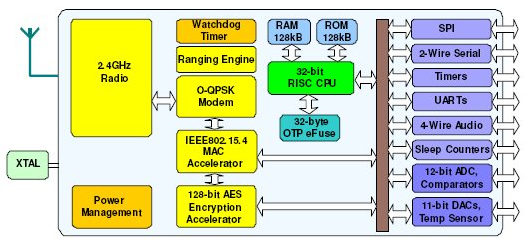 2.4GHz
Radio
Watchdog
Timer
Ranging Engine
O-QPSK
Modem
IEEE802.15.4
MAC
Accelerator
128-bit AES
Encryption
Accelerator
Power
Management
XTAL
RAM
128kB
ROM
128kB
32-bit
RISC CPU
32-byte
OTP eFuse
SPI
2-Wire Serial
Timers
UARTs
4-Wire Audio
Sleep Counters
12-bit ADC,
Comparators
11-bit DACs,
Temp Sensor